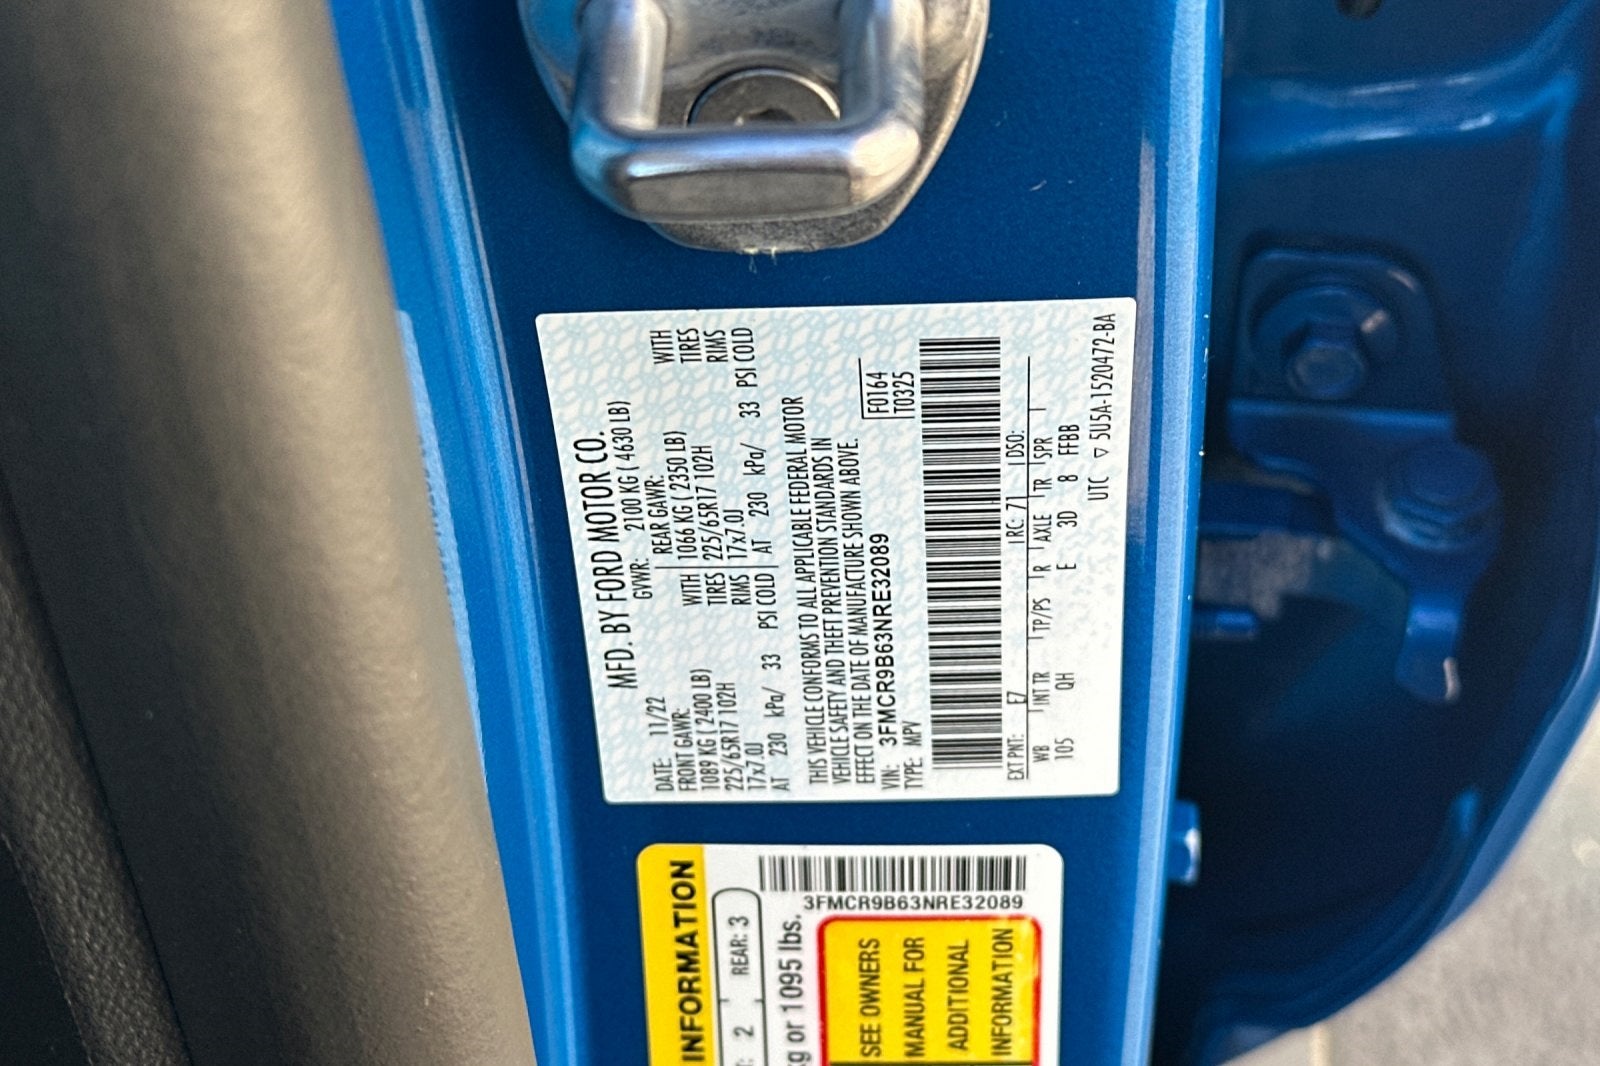 MFD. BY FORD MOTOR CO.
DATE: 11/22 GVWR: 2100 KG ( 4630 LB)
FRONT GAWR: REAR GAWR:
1089 KG ( 2400 LB) WITH 1066 KG ( 2350 LB) WITH
225/65R17 102H TIRES 225/65R17 102H TIRES
17x7.0J RIMS 17x7.0J RIMS
AT 230 kPa/ 33 PSI COLD AT 230 kPa/ 33 PSI COLD
THIS VEHICLE CONFORMS TO ALL APPLICABLE FEDERAL MOTOR
VEHICLE SAFETY AND THEFT PREVENTION STANDARDS IN
EFFECT ON THE DATE OF MANUFACTURE SHOWN ABOVE.
VIN: 3FMCR9B63NRE32089 F0164
TYPE: MPV T0325
EXT PNT: E7 RC: 71 DSO:
WB INT TR TP/PS R AXLE TR SPR
105 QH E 3D 8 FFBB
UTC ▽ 5U5A-1520472-BA
INFORMATION
2 REAR: 3
kg or 1095 lbs.
3FMCR9B63NRE32089
SEE OWNERS
MANUAL FOR
ADDITIONAL
INFORMATION